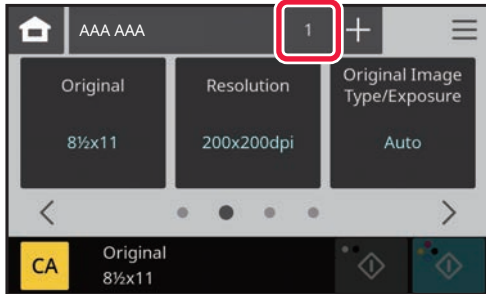 AAA AAA 1
Original Resolution Original Image
Type/Exposure
8½x11 200x200dpi Auto
CA Original
8½x11